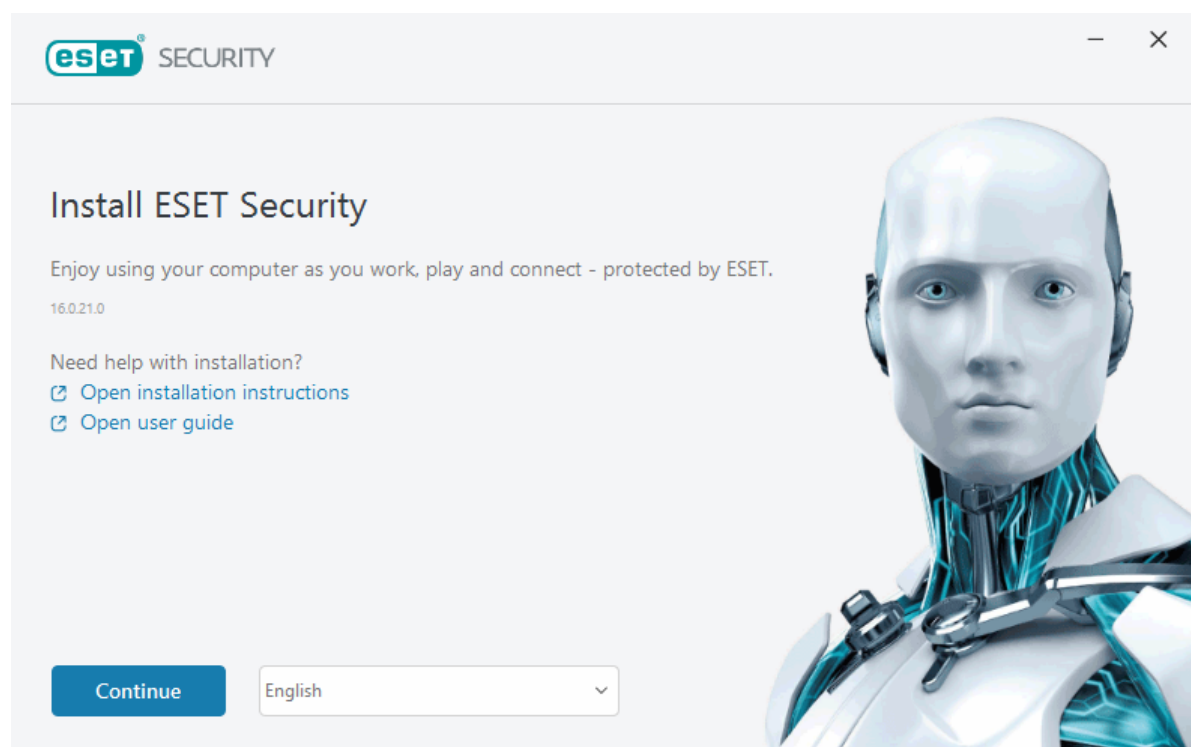 eset® SECURITY
Install ESET Security
Enjoy using your computer as you work, play and connect - protected by ESET.
16.0.21.0
Need help with installation?
Open installation instructions
Open user guide
Continue
English